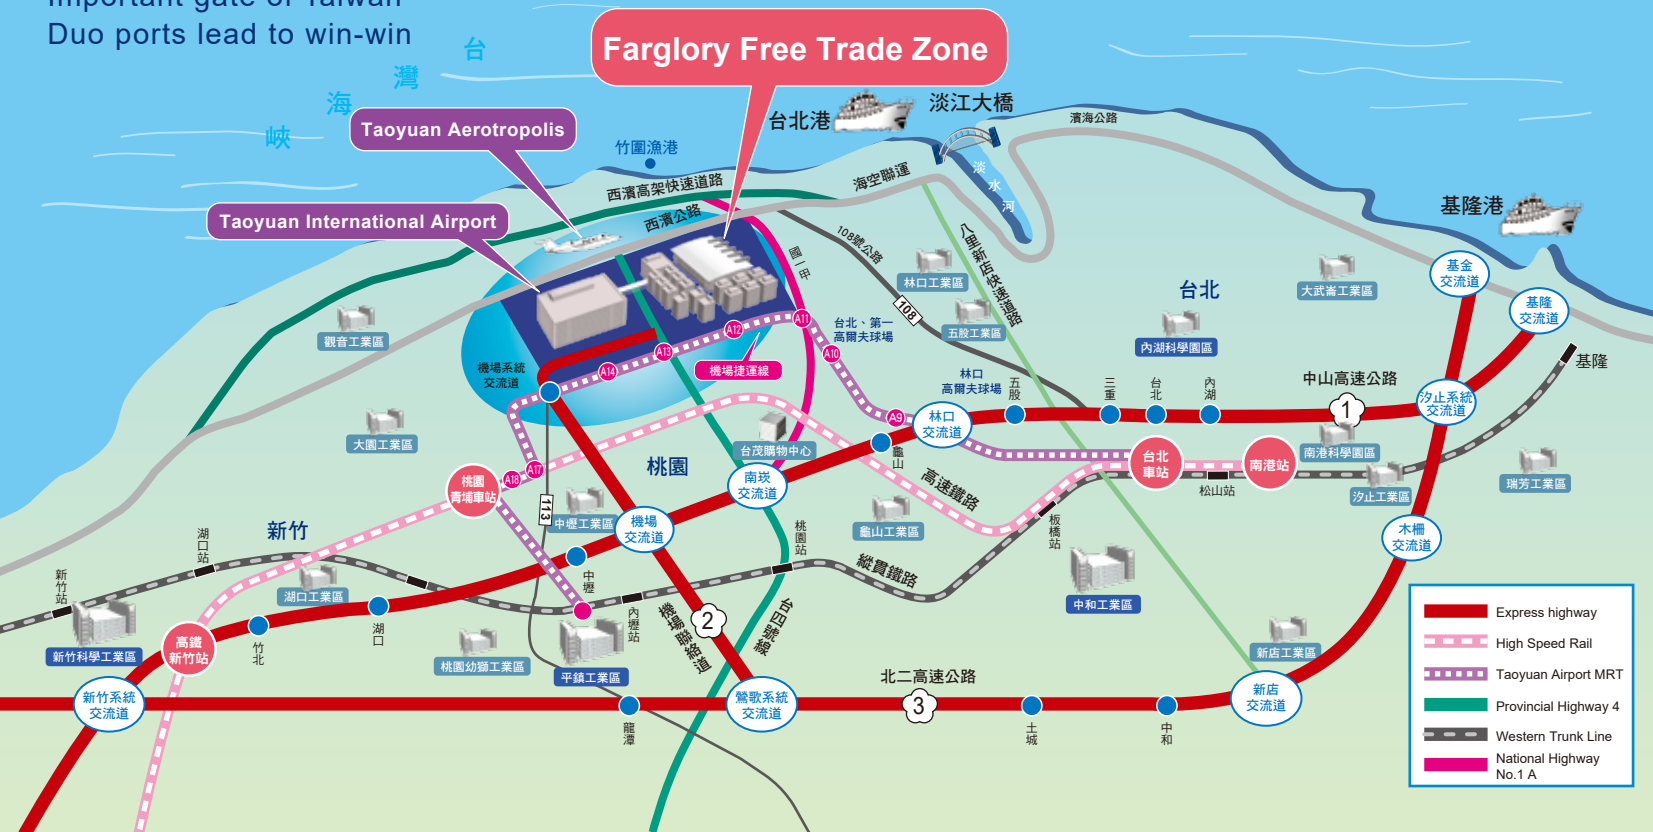 Important gate of Taiwan
Duo ports lead to win-win
台
灣
海
峽
Farglory Free Trade Zone
Taoyuan Aerotropolis
Taoyuan International Airport
台北港
淡江大橋
濱海公路
竹圍漁港
西濱高架快速道路
海空聯運
淡水河
基隆港
西濱公路
國一甲
108號公路
108
八里新店快速道路
林口工業區
五股工業區
台北
大武崙工業區
基金
交流道
基隆
交流道
觀音工業區
內湖科學園區
基隆
台北、第一
高爾夫球場
A11
A12
A13
A14
A10
機場捷運線
機場系統
交流道
林口
高爾夫球場
五股
三重
台北
內湖
中山高速公路
1
汐止系統
交流道
A9
林口
交流道
大園工業區
台茂購物中心
龜山
南港科學園區
桃園
A17
A18
桃園
青埔車站
南崁
交流道
高速鐵路
台北
車站
南港站
松山站
汐止工業區
瑞芳工業區
113
中壢工業區
機場
交流道
桃園站
龜山工業區
板橋站
木柵
交流道
新竹
湖口站
新竹站
湖口工業區
中壢
內壢站
縱貫鐵路
中和工業區
新竹科學工業區
高鐵
新竹站
竹北
湖口
桃園幼獅工業區
平鎮工業區
機場聯絡道
2
台四號線
新店工業區
新竹系統
交流道
龍潭
鶯歌系統
交流道
北二高速公路
3
土城
中和
新店
交流道
Express highway
High Speed Rail
Taoyuan Airport MRT
Provincial Highway 4
Western Trunk Line
National Highway
No.1 A